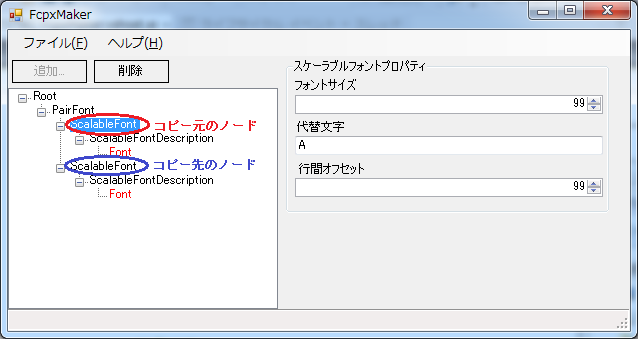 FcpxMaker
ファイル(F) ヘルプ(H)
追加... 削除
Root
PairFont
ScalableFont コピー元のノード
ScalableFontDescription
Font
ScalableFont コピー先のノード
ScalableFontDescription
Font
スケーラブルフォントプロパティ
フォントサイズ
99
代替文字
A
行間オフセット
99